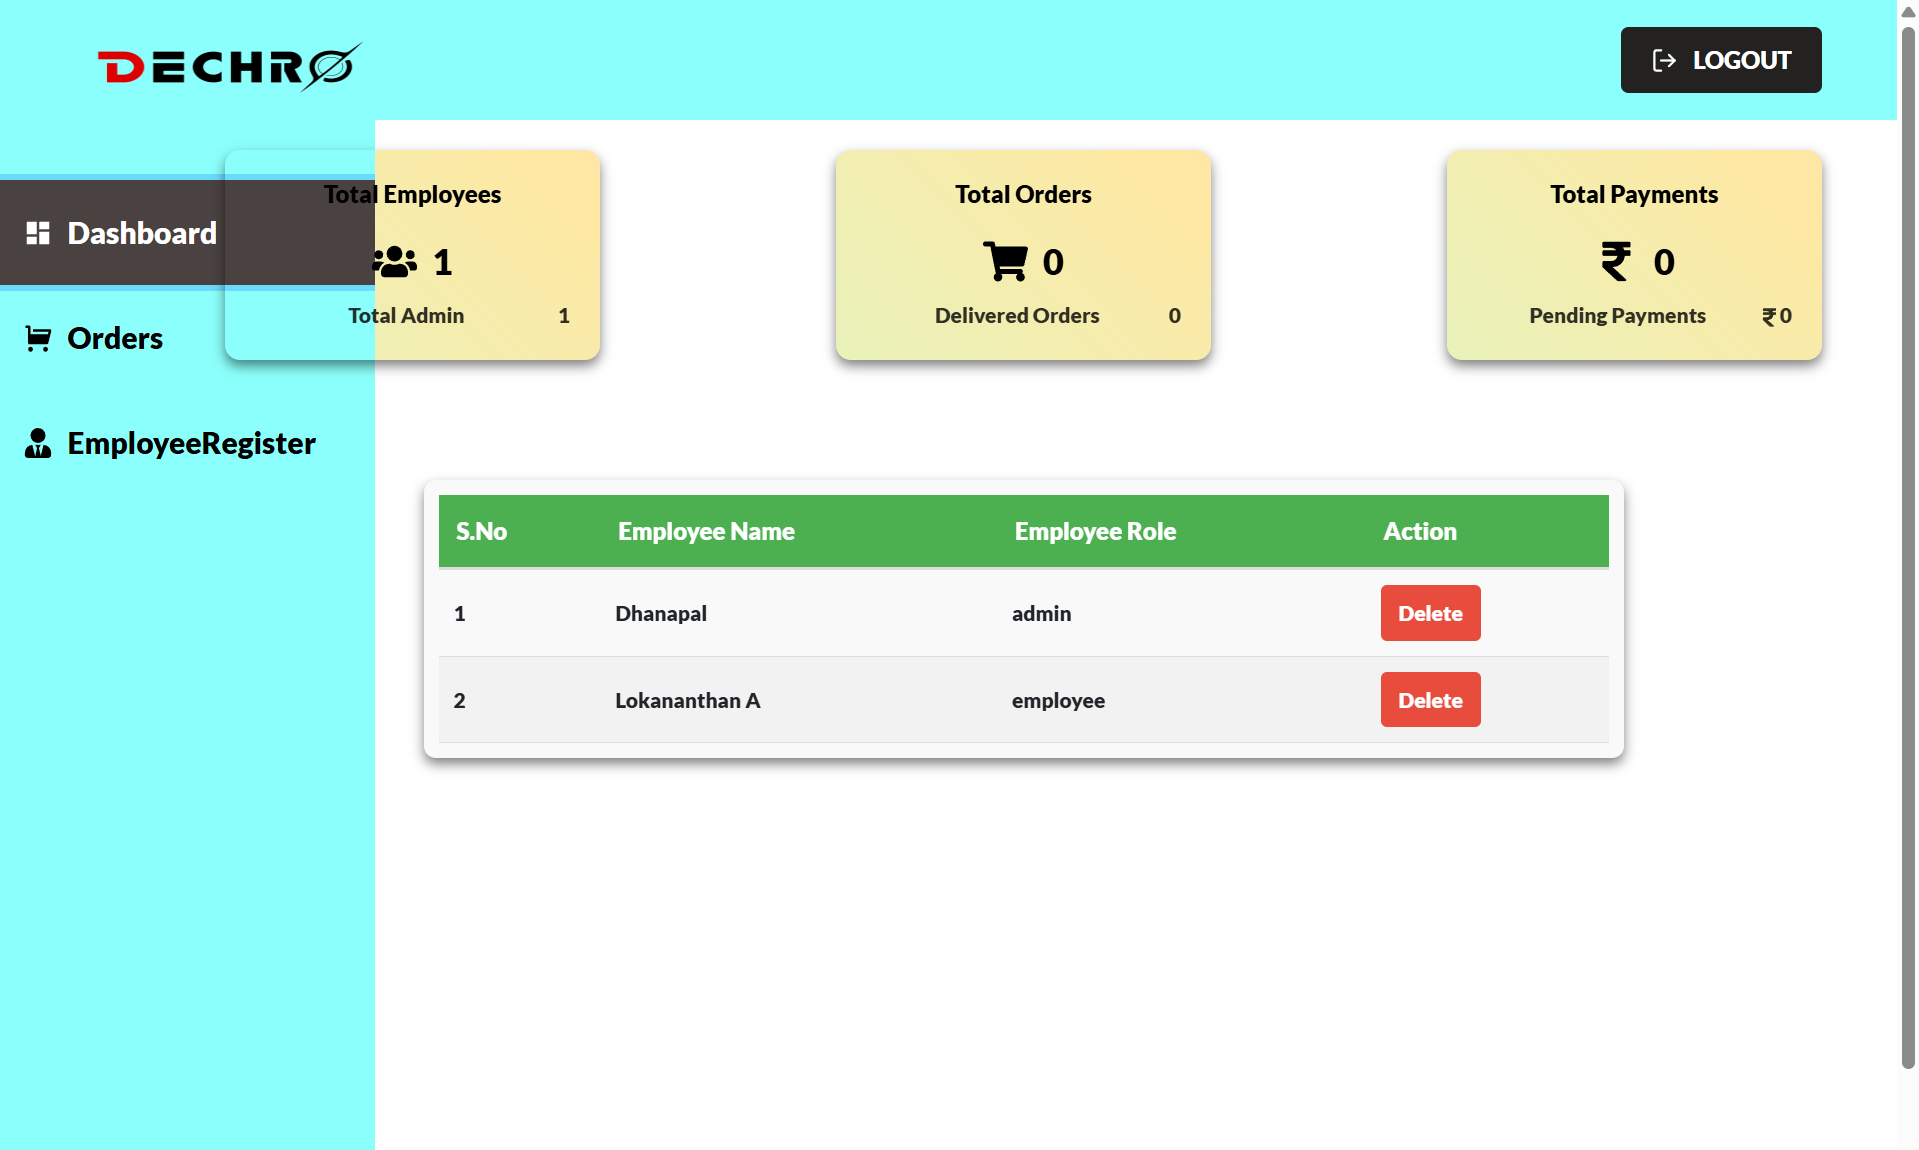 DECHRO
LOGOUT
Dashboard
Orders
EmployeeRegister
Total Employees
1
Total Admin 1
Total Orders
0
Delivered Orders 0
Total Payments
₹ 0
Pending Payments ₹ 0
S.No Employee Name Employee Role Action
1 Dhanapal admin Delete
2 Lokananthan A employee Delete